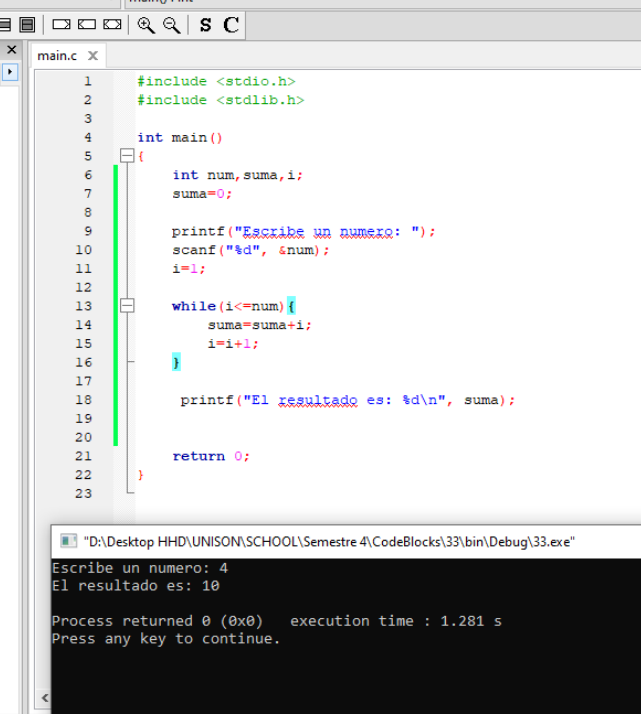 S C
main.c X
1 #include <stdio.h>
2 #include <stdlib.h>
3
4 int main()
5 {
6 int num,suma,i;
7 suma=0;
8
9 printf("Escribe un numero: ");
10 scanf("%d", &num);
11 i=1;
12
13 while(i<=num){
14 suma=suma+i;
15 i=i+1;
16 }
17
18 printf("El resultado es: %d\n", suma);
19
20
21 return 0;
22 }
23
"D:\Desktop HHD\UNISON\SCHOOL\Semestre 4\CodeBlocks\33\bin\Debug\33.exe"
Escribe un numero: 4
El resultado es: 10
Process returned 0 (0x0) execution time : 1.281 s
Press any key to continue.